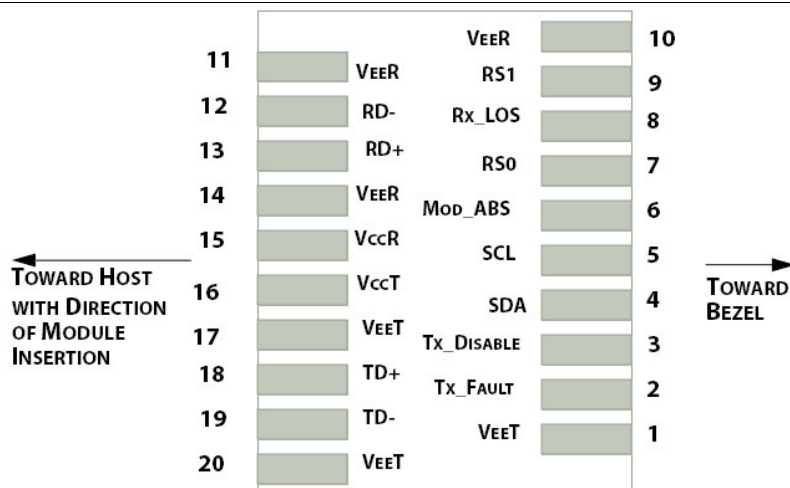 11 VEER
12 RD-
13 RD+
14 VEER
15 VCCR
16 VCCT
17 VEET
18 TD+
19 TD-
20 VEET
TOWARD HOST
WITH DIRECTION
OF MODULE
INSERTION
VEER 10
RS1 9
RX_LOS 8
RS0 7
MOD_ABS 6
SCL 5
SDA 4
TX_DISABLE 3
TX_FAULT 2
VEET 1
TOWARD
BEZEL